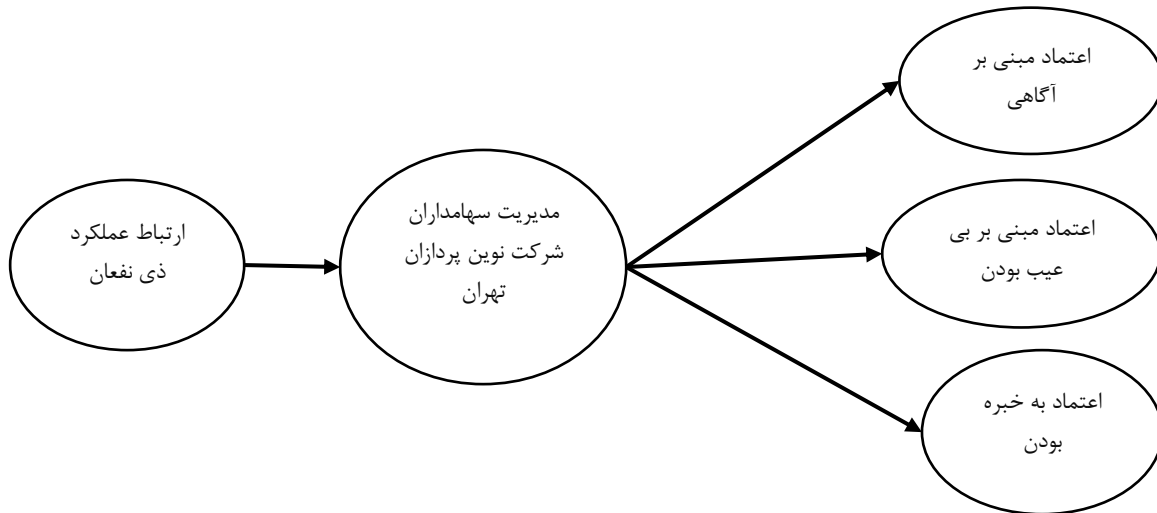 اعتماد مبنی بر
آگاهی
مدیریت سهامداران
شرکت نوین پردازان
تهران
ارتباط عملکرد
ذی نفعان
اعتماد مبنی بر بی
عیب بودن
اعتماد به خبره
بودن